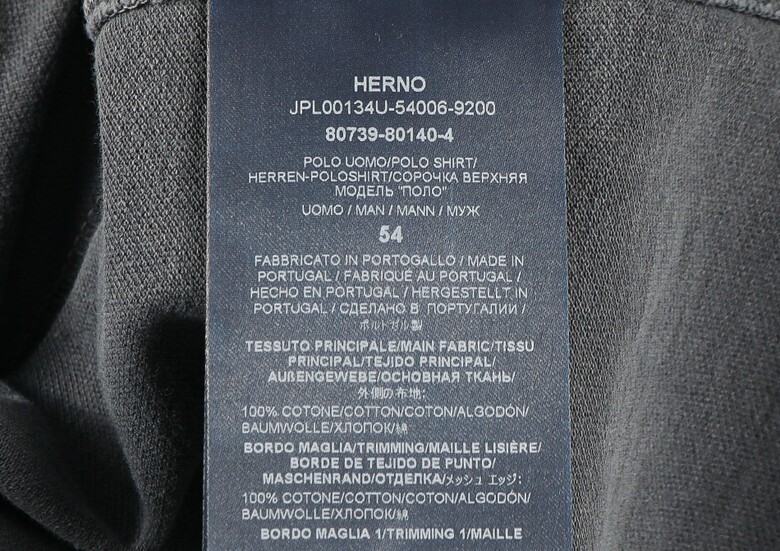 HERNO
JPL00134U-54006-9200
80739-80140-4
POLO UOMO/POLO SHIRT/
HERREN-POLOSHIRT/СОРОЧКА ВЕРХНЯЯ
МОДЕЛЬ "ПОЛО"
UOMO / MAN / MANN / МУЖ
54
FABBRICATO IN PORTOGALLO / MADE IN
PORTUGAL / FABRIQUÉ AU PORTUGAL /
HECHO EN PORTUGAL / HERGESTELLT IN
PORTUGAL / СДЕЛАНО В ПОРТУГАЛИИ /
ポルトガル製
TESSUTO PRINCIPALE/MAIN FABRIC/TISSU
PRINCIPAL/TEJIDO PRINCIPAL/
AUßENGEWEBE/ОСНОВНАЯ ТКАНЬ/
外側の布地:
100% COTONE/COTTON/COTON/ALGODÓN/
BAUMWOLLE/ХЛОПОК/綿
BORDO MAGLIA/TRIMMING/MAILLE LISIÈRE/
BORDE DE TEJIDO DE PUNTO/
MASCHENRAND/ОТДЕЛКА/メッシュ エッジ:
100% COTONE/COTTON/COTON/ALGODÓN/
BAUMWOLLE/ХЛОПОК/綿
BORDO MAGLIA 1/TRIMMING 1/MAILLE